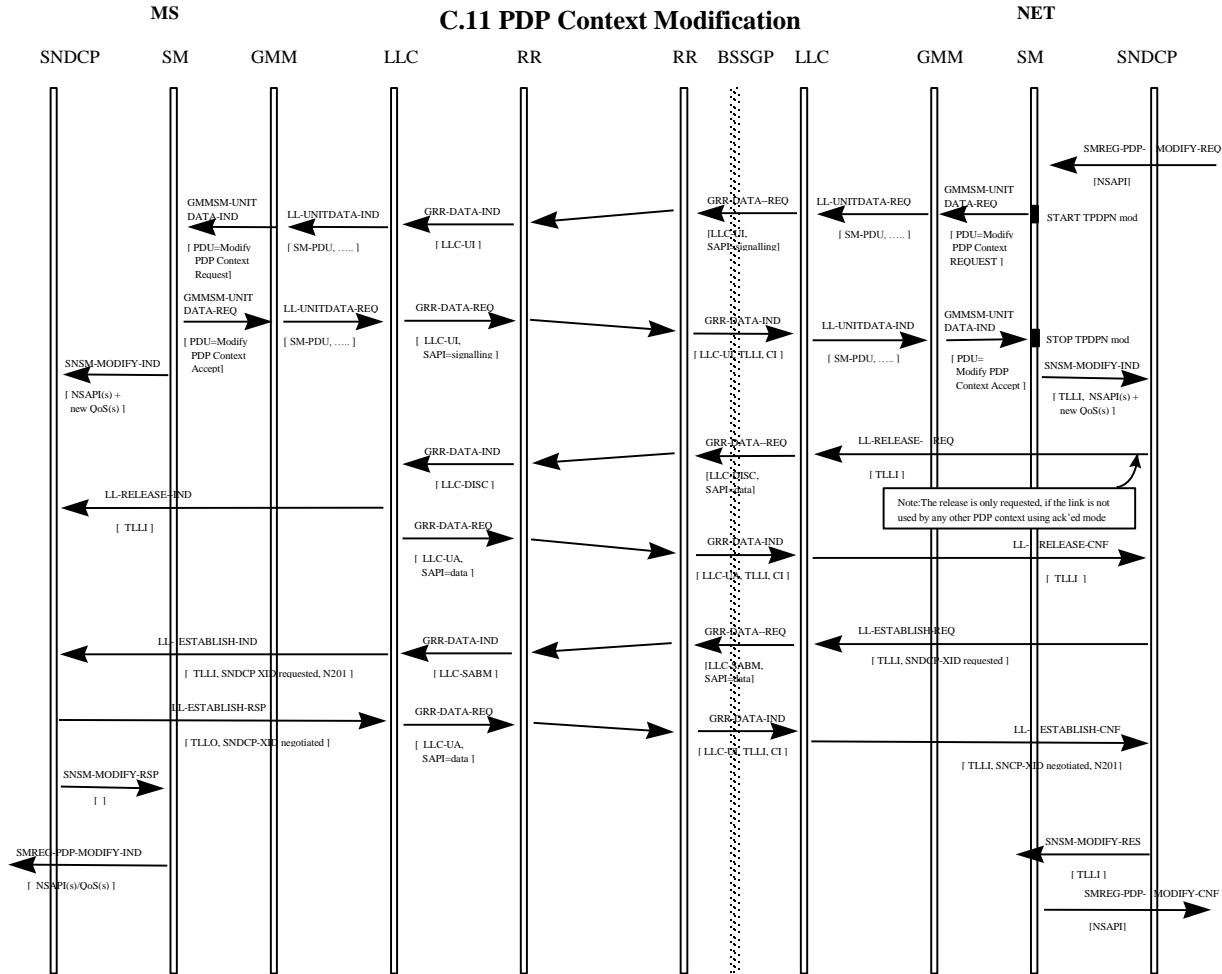 MS
C.11 PDP Context Modification
NET
SNDCP SM GMM LLC RR RR BSSGP LLC GMM SM SNDCP
SMREG-PDP- MODIFY-REQ
[NSAPI]
GMMSM-UNIT
DATA-IND
LL-UNITDATA-IND
GRR-DATA-IND
GRR-DATA--REQ
LL-UNITDATA-REQ
GMMSM-UNIT
DATA-REQ
START TPDPN mod
[ PDU=Modify
PDP Context
Request]
[ SM-PDU, ….. ]
[ LLC-UI ]
[LLC-UI,
SAPI=signalling]
[ SM-PDU, ….. ]
[ PDU=Modify
PDP Context
REQUEST ]
GMMSM-UNIT
DATA-REQ
LL-UNITDATA-REQ
GRR-DATA-REQ
GRR-DATA-IND
LL-UNITDATA-IND
GMMSM-UNIT
DATA-IND
STOP TPDPN mod
[ PDU=Modify
PDP Context
Accept]
[ SM-PDU, ….. ]
[ LLC-UI,
SAPI=signalling ]
[ LLC-UI, TLLI, CI ]
[ SM-PDU, ….. ]
[ PDU=
Modify PDP
Context Accept ]
SNSM-MODIFY-IND
[ NSAPI(s) +
new QoS(s) ]
SNSM-MODIFY-IND
[ TLLI, NSAPI(s) +
new QoS(s) ]
GRR-DATA-IND
GRR-DATA--REQ
LL-RELEASE- REQ
[ LLC-DISC ]
[LLC-DISC,
SAPI=data]
[ TLLI ]
Note:The release is only requested, if the link is not
used by any other PDP context using ack'ed mode
LL-RELEASE--IND
[ TLLI ]
GRR-DATA-REQ
GRR-DATA-IND
LL- RELEASE-CNF
[ LLC-UA,
SAPI=data ]
[ LLC-UA, TLLI, CI ]
[ TLLI ]
LL- ESTABLISH-IND
GRR-DATA-IND
GRR-DATA--REQ
LL-ESTABLISH-REQ
[ TLLI, SNDCP XID requested, N201 ]
[ LLC-SABM ]
[LLC-SABM,
SAPI=data]
[ TLLI, SNDCP-XID requested ]
LL-ESTABLISH-RSP
GRR-DATA-REQ
GRR-DATA-IND
LL- ESTABLISH-CNF
[ TLLO, SNDCP-XID negotiated ]
[ LLC-UA,
SAPI=data ]
[ LLC-UI, TLLI, CI ]
[ TLLI, SNCP-XID negotiated, N201]
SNSM-MODIFY-RSP
[ ]
SMREG-PDP-MODIFY-IND
[ NSAPI(s)/QoS(s) ]
SNSM-MODIFY-RES
[ TLLI ]
SMREG-PDP- MODIFY-CNF
[NSAPI]